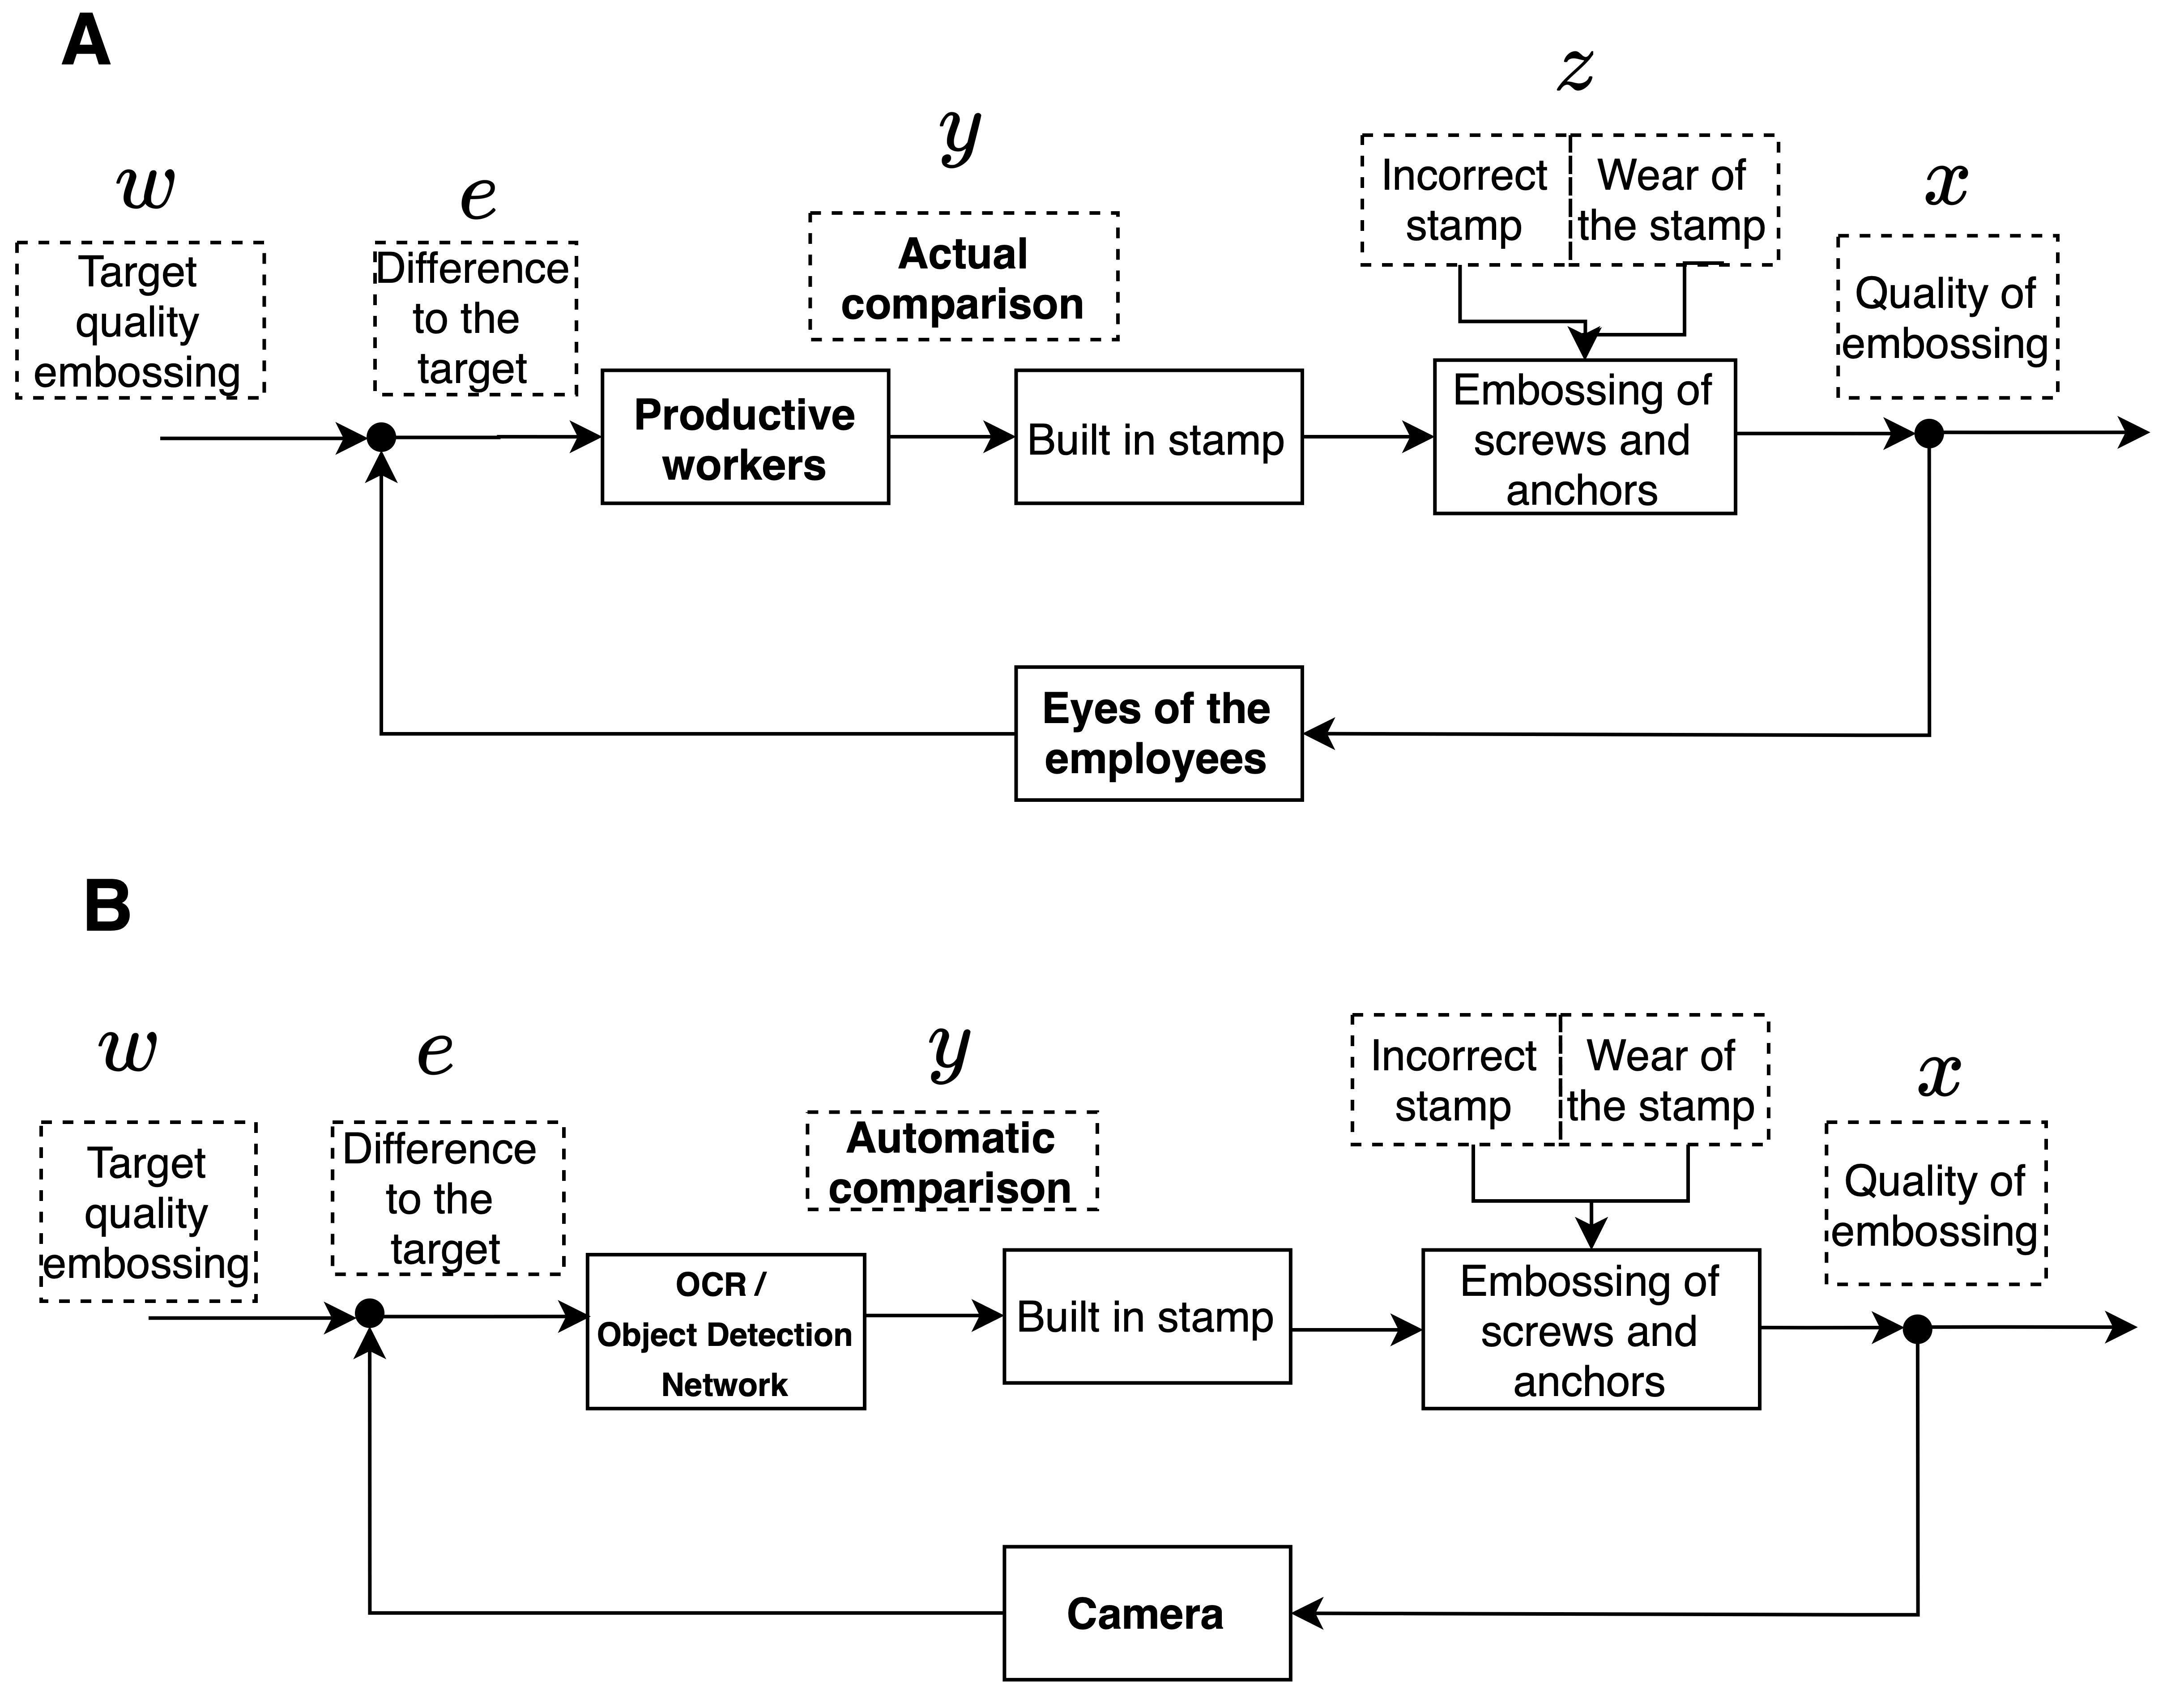 A
w
Target
quality
embossing
e
Difference
to the
target
y
Actual
comparison
z
Incorrect
stamp
Wear of
the stamp
x
Quality of
embossing
Productive
workers
Built in stamp
Embossing of
screws and
anchors
Eyes of the
employees
B
w
Target
quality
embossing
e
Difference
to the
target
y
Automatic
comparison
Incorrect
stamp
Wear of
the stamp
x
Quality of
embossing
OCR /
Object Detection
Network
Built in stamp
Embossing of
screws and
anchors
Camera